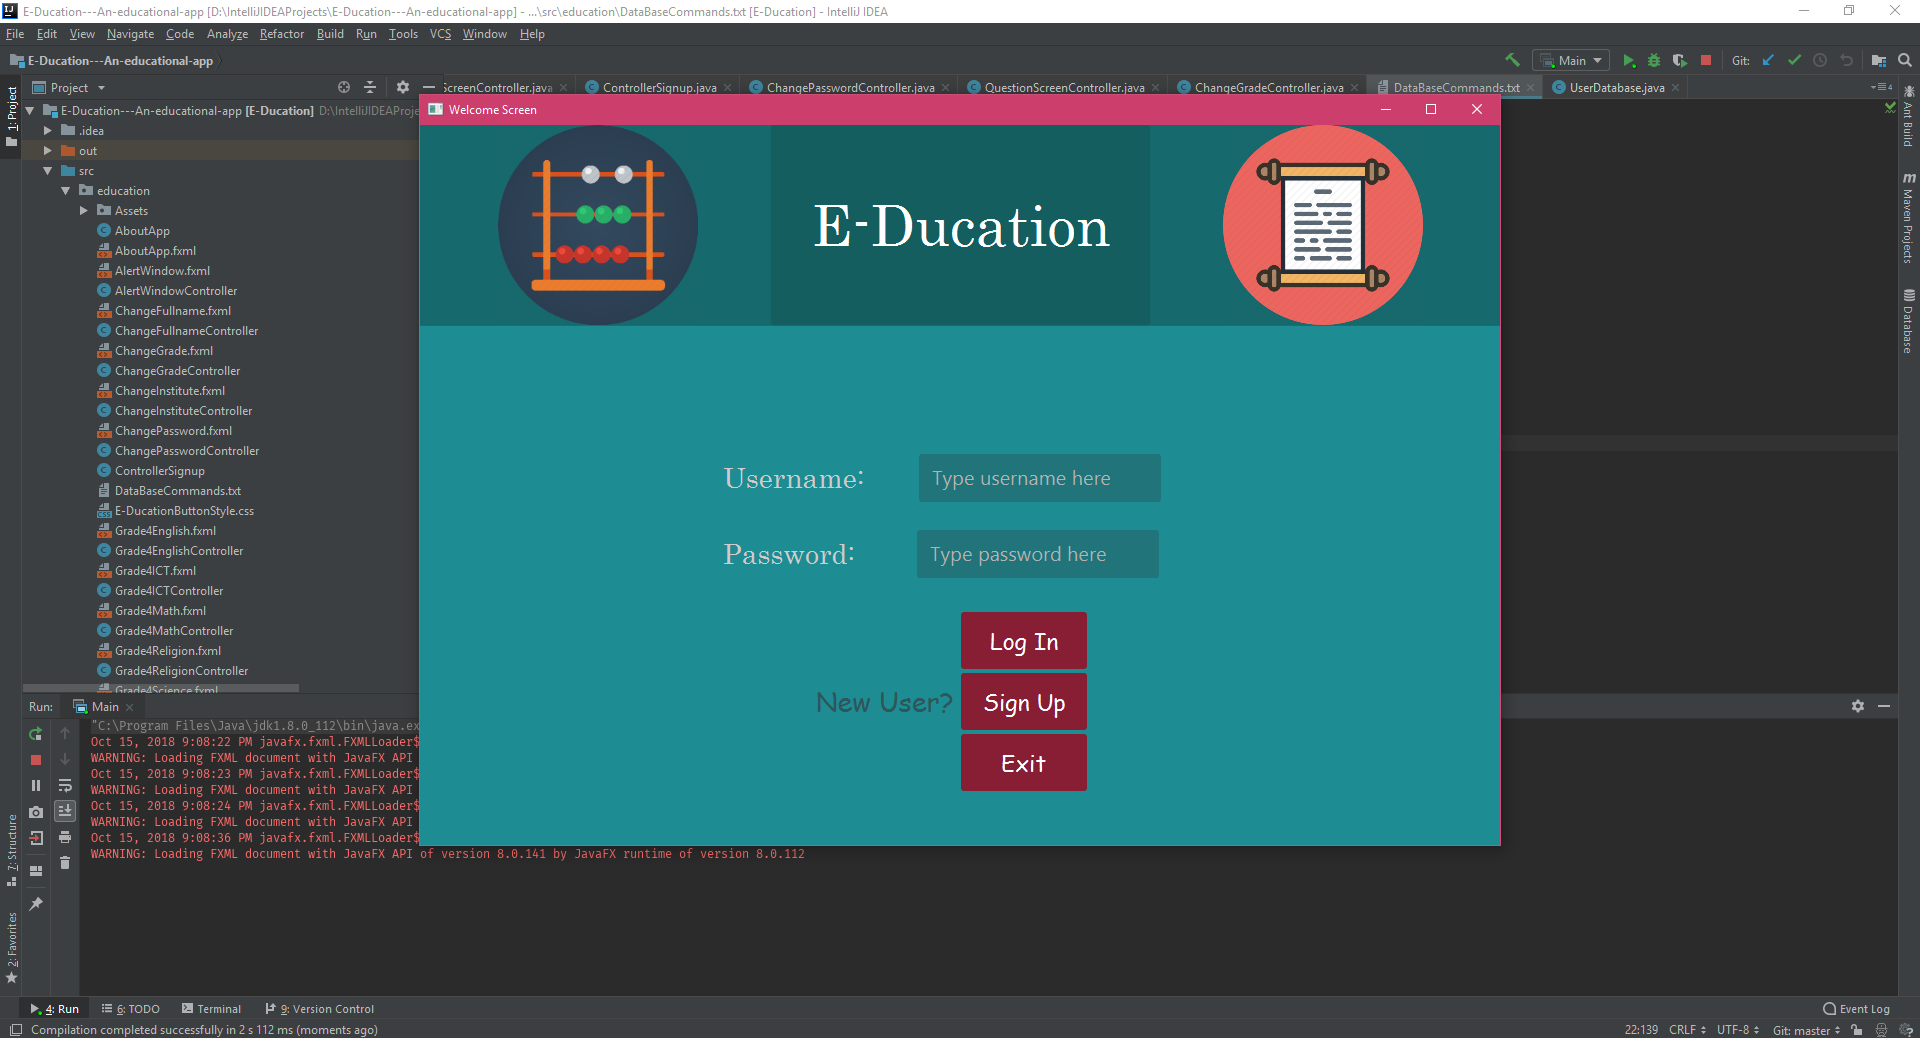 E-Ducation---An-educational-app [D:\IntelliJIDEAProjects\E-Ducation---An-educational-app] - ...\src\education\DataBaseCommands.txt [E-Ducation] - IntelliJ IDEA
File Edit View Navigate Code Analyze Refactor Build Run Tools VCS Window Help
E-Ducation---An-educational-app
Main
Git:
Project
ScreenController.java
ControllerSignup.java
ChangePasswordController.java
QuestionScreenController.java
ChangeGradeController.java
DataBaseCommands.txt
UserDatabase.java
1: Project
E-Ducation---An-educational-app [E-Ducation] D:\IntelliJIDEAProje
.idea
out
src
education
Assets
AboutApp
AboutApp.fxml
AlertWindow.fxml
AlertWindowController
ChangeFullname.fxml
ChangeFullnameController
ChangeGrade.fxml
ChangeGradeController
ChangeInstitute.fxml
ChangeInstituteController
ChangePassword.fxml
ChangePasswordController
ControllerSignup
DataBaseCommands.txt
E-DucationButtonStyle.css
Grade4English.fxml
Grade4EnglishController
Grade4ICT.fxml
Grade4ICTController
Grade4Math.fxml
Grade4MathController
Grade4Religion.fxml
Grade4ReligionController
Grade4Science.fxml
Welcome Screen
E-Ducation
Username:
Type username here
Password:
Type password here
Log In
New User?
Sign Up
Exit
Ant Build
m Maven Projects
Database
Run: Main
"C:\Program Files\Java\jdk1.8.0_112\bin\java.ex
Oct 15, 2018 9:08:22 PM javafx.fxml.FXMLLoader$
WARNING: Loading FXML document with JavaFX API
Oct 15, 2018 9:08:23 PM javafx.fxml.FXMLLoader$
WARNING: Loading FXML document with JavaFX API
Oct 15, 2018 9:08:24 PM javafx.fxml.FXMLLoader$
WARNING: Loading FXML document with JavaFX API
Oct 15, 2018 9:08:36 PM javafx.fxml.FXMLLoader$
WARNING: Loading FXML document with JavaFX API of version 8.0.141 by JavaFX runtime of version 8.0.112
7: Structure
2: Favorites
4: Run
6: TODO
Terminal
9: Version Control
Event Log
Compilation completed successfully in 2 s 112 ms (moments ago)
22:139 CRLF UTF-8 Git: master